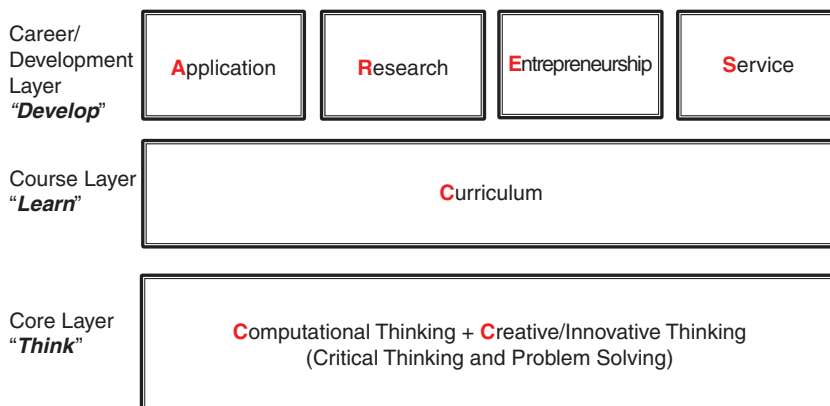 Career/
Development
Layer
"Develop"
Application
Research
Entrepreneurship
Service
Course Layer
"Learn"
Curriculum
Core Layer
"Think"
Computational Thinking + Creative/Innovative Thinking
(Critical Thinking and Problem Solving)